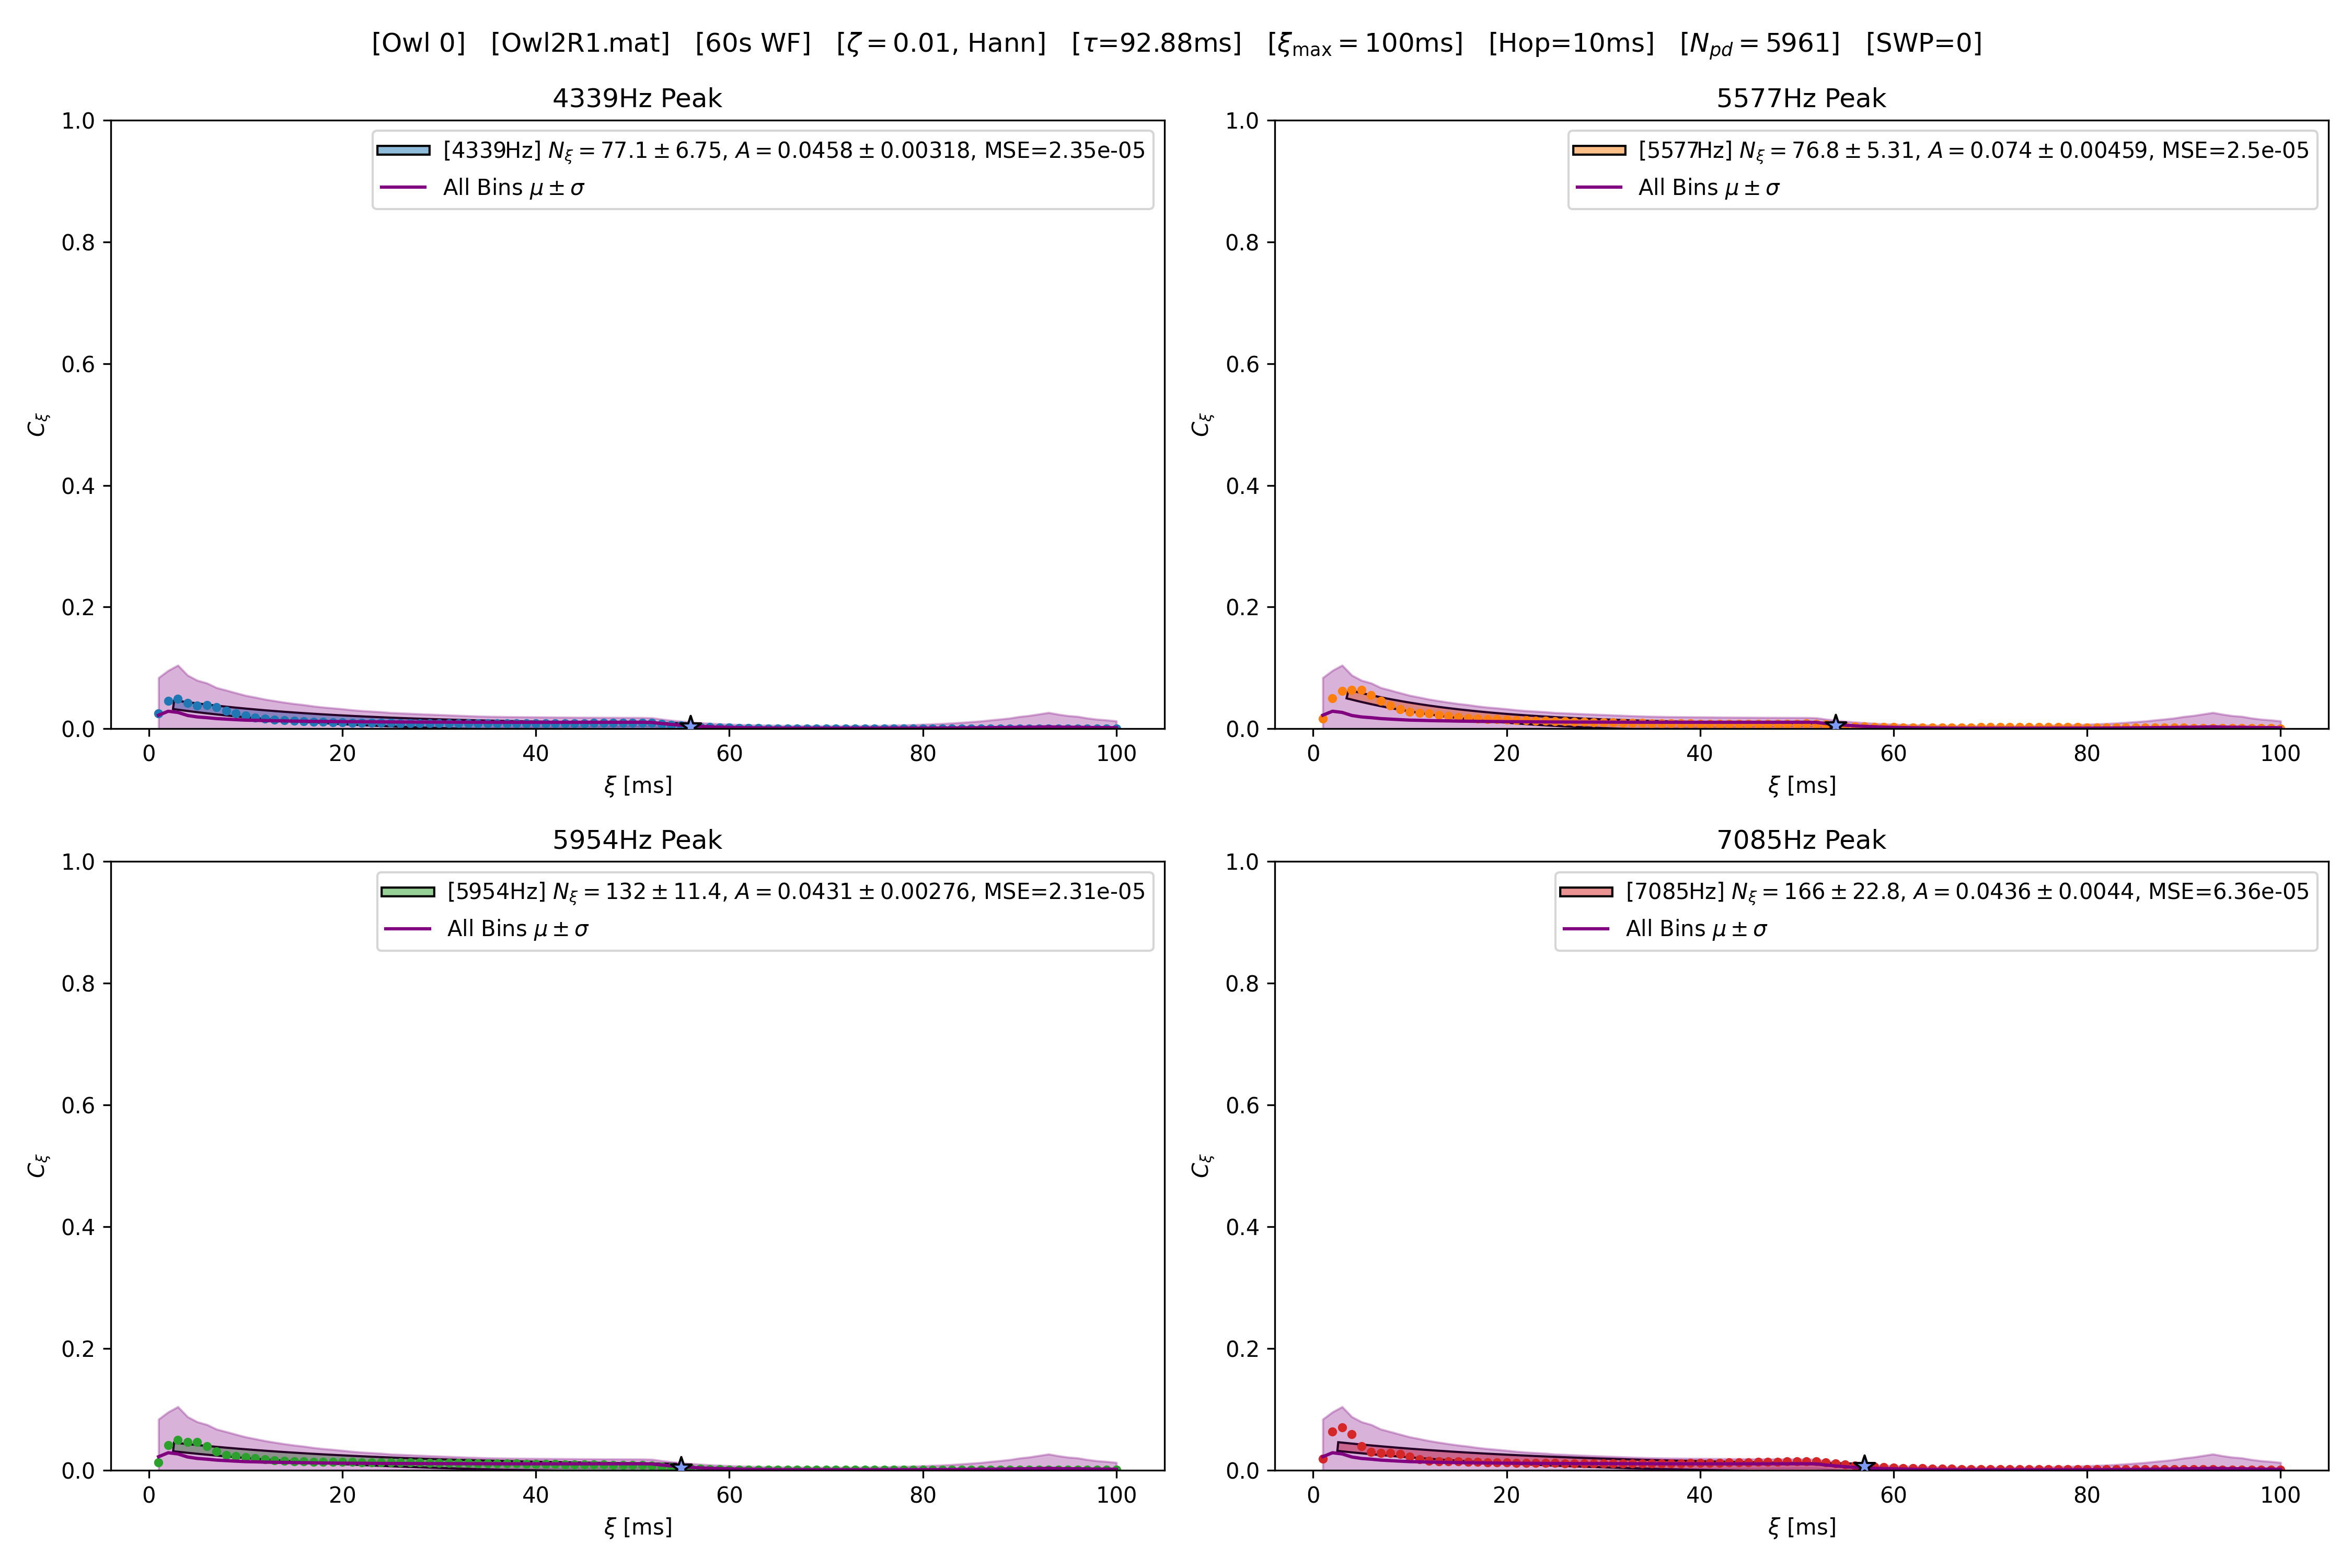 [Owl 0] [Owl2R1.mat] [60s WF] [ζ = 0.01, Hann] [τ=92.88ms] [ξmax = 100ms] [Hop=10ms] [Npd = 5961] [SWP=0]
4339Hz Peak
1.0
0.8
0.6
0.4
0.2
0.0
Cξ
[4339Hz] Nξ = 77.1 ± 6.75, A = 0.0458 ± 0.00318, MSE=2.35e-05
All Bins μ ± σ
0 20 40 60 80 100
ξ [ms]
5577Hz Peak
1.0
0.8
0.6
0.4
0.2
0.0
Cξ
[5577Hz] Nξ = 76.8 ± 5.31, A = 0.074 ± 0.00459, MSE=2.5e-05
All Bins μ ± σ
0 20 40 60 80 100
ξ [ms]
5954Hz Peak
1.0
0.8
0.6
0.4
0.2
0.0
Cξ
[5954Hz] Nξ = 132 ± 11.4, A = 0.0431 ± 0.00276, MSE=2.31e-05
All Bins μ ± σ
0 20 40 60 80 100
ξ [ms]
7085Hz Peak
1.0
0.8
0.6
0.4
0.2
0.0
Cξ
[7085Hz] Nξ = 166 ± 22.8, A = 0.0436 ± 0.0044, MSE=6.36e-05
All Bins μ ± σ
0 20 40 60 80 100
ξ [ms]